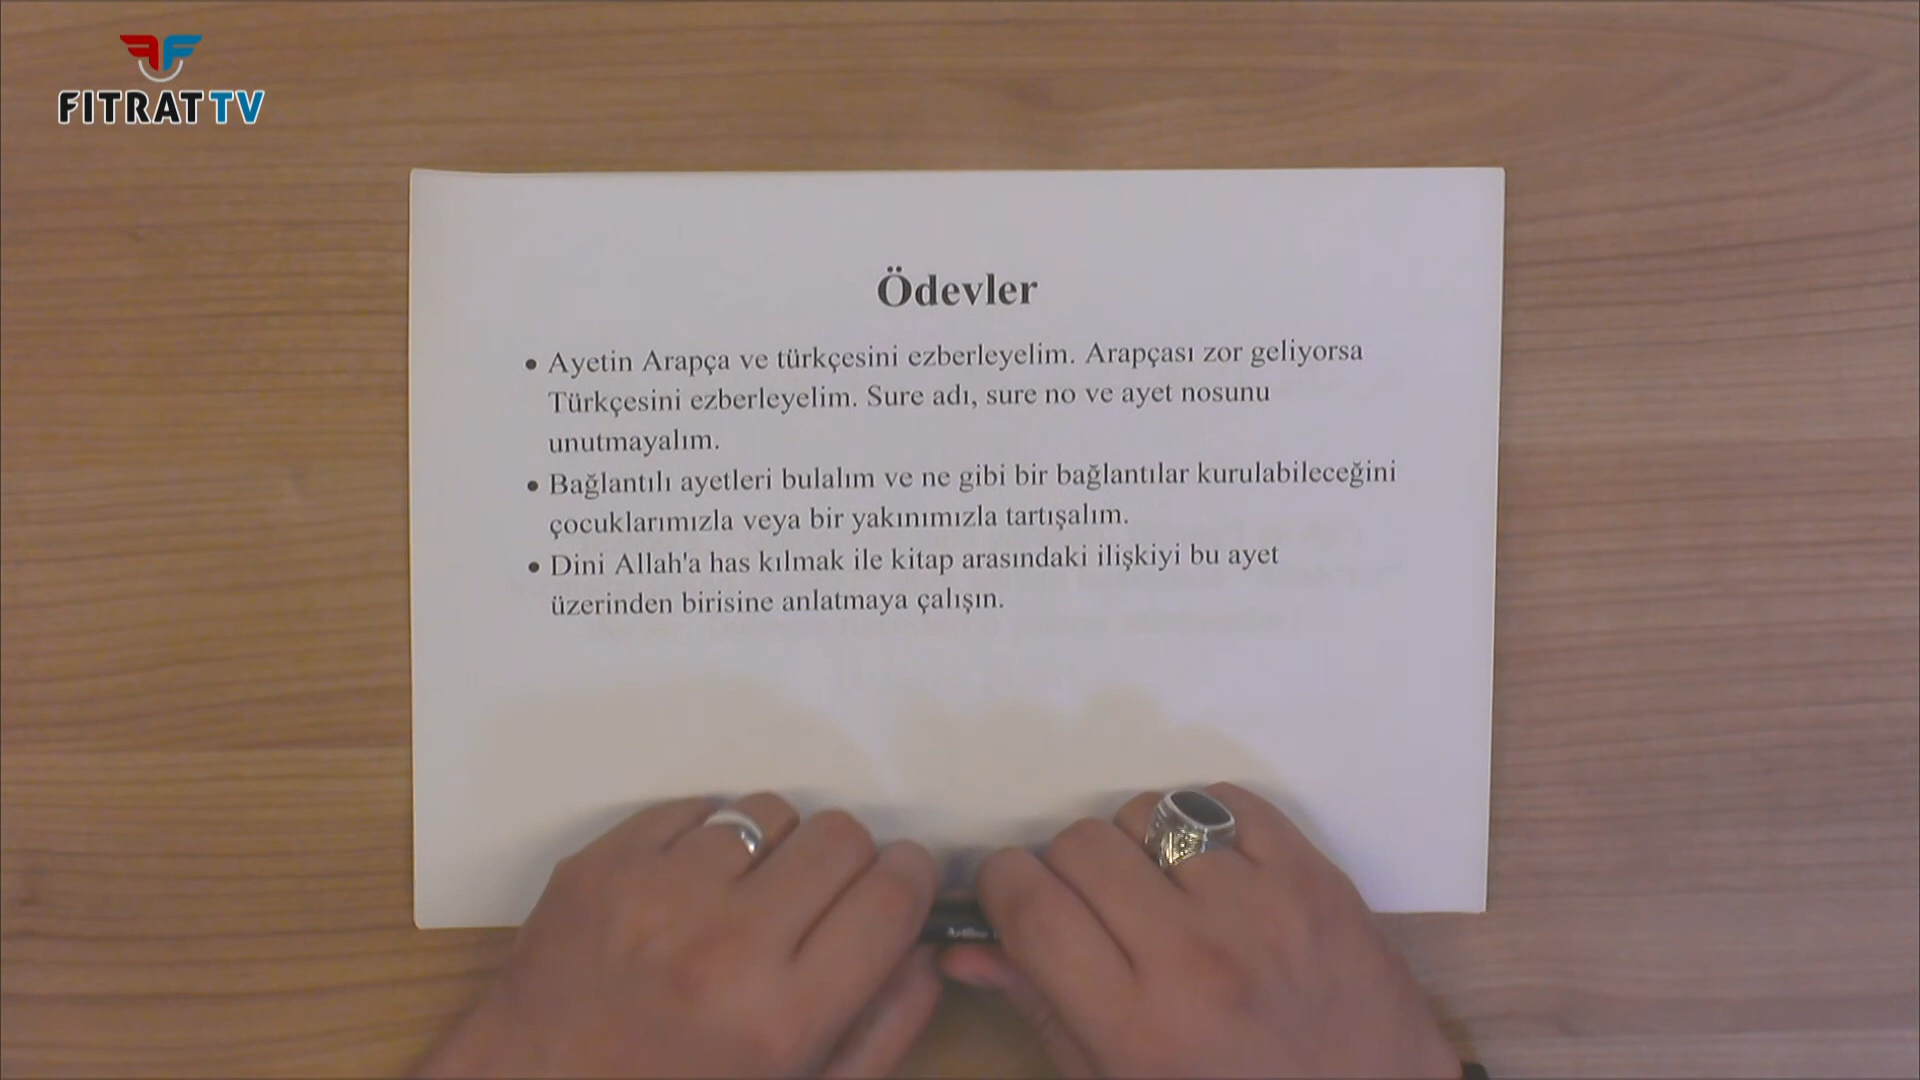 FITRAT TV
Ödevler
• Ayetin Arapça ve türkçesini ezberleyelim. Arapçası zor geliyorsa
Türkçesini ezberleyelim. Sure adı, sure no ve ayet nosunu
unutmayalım.
• Bağlantılı ayetleri bulalım ve ne gibi bir bağlantılar kurulabileceğini
çocuklarımızla veya bir yakınımızla tartışalım.
• Dini Allah'a has kılmak ile kitap arasındaki ilişkiyi bu ayet
üzerinden birisine anlatmaya çalışın.